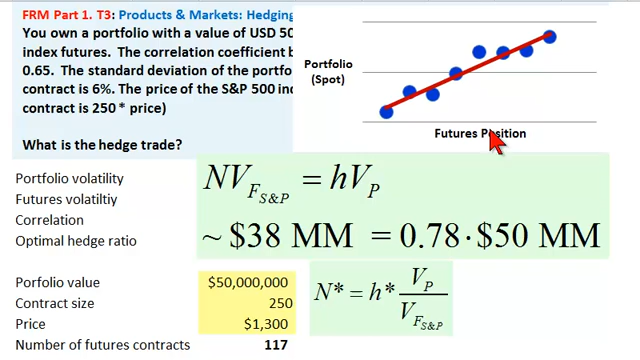 FRM Part 1. T3: Products & Markets: Hedging
You own a portfolio with a value of USD 50
index futures. The correlation coefficient b
0.65. The standard deviation of the portfo
contract is 6%. The price of the S&P 500 ind
contract is 250 * price)
What is the hedge trade?
Portfolio
(Spot)
Futures Position
Portfolio volatility
Futures volatiltiy
Correlation
Optimal hedge ratio
NV_{F_{S&P}} = hV_P
~ $38 MM = 0.78·$50 MM
Porfolio value $50,000,000
Contract size 250
Price $1,300
Number of futures contracts 117
N* = h* V_P / V_{F_{S&P}}